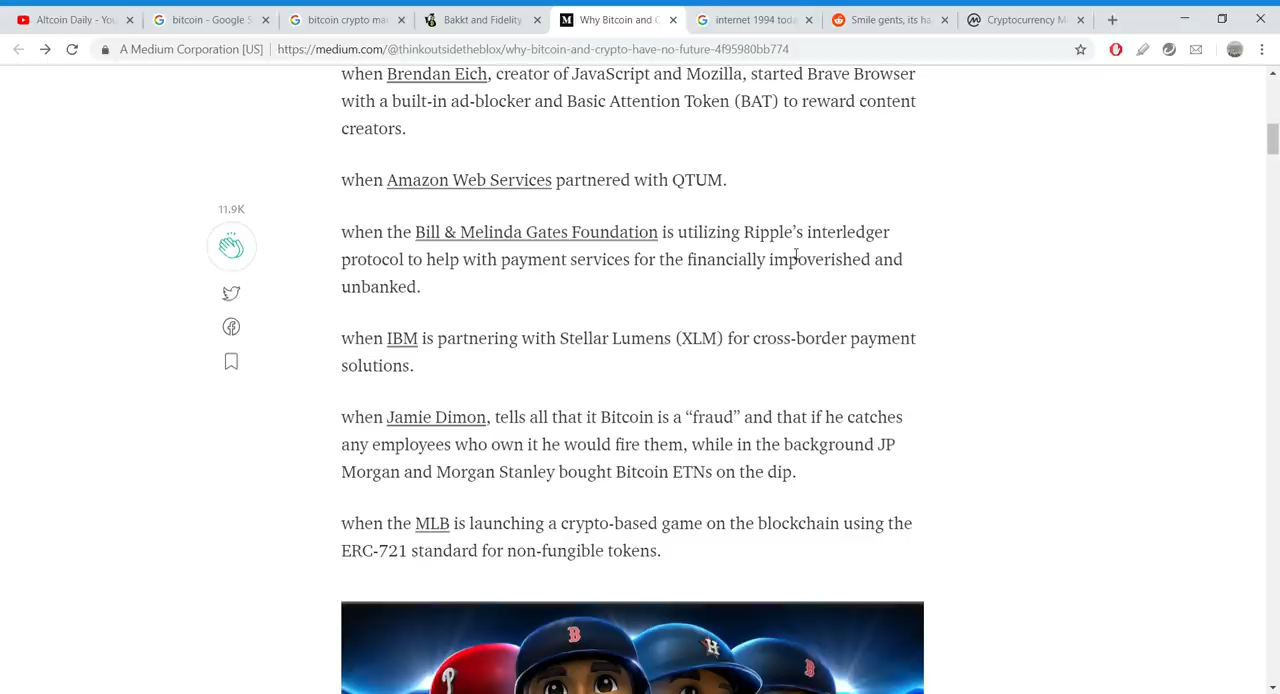 Altcoin Daily - You
bitcoin - Google S
bitcoin crypto ma
Bakkt and Fidelity
Why Bitcoin and C
internet 1994 toda
Smile gents, its ha
Cryptocurrency M
A Medium Corporation [US] | https://medium.com/@thinkoutsidetheblox/why-bitcoin-and-crypto-have-no-future-4f95980bb774
when Brendan Eich, creator of JavaScript and Mozilla, started Brave Browser
with a built-in ad-blocker and Basic Attention Token (BAT) to reward content
creators.
when Amazon Web Services partnered with QTUM.
11.9K
when the Bill & Melinda Gates Foundation is utilizing Ripple’s interledger
protocol to help with payment services for the financially impoverished and
unbanked.
when IBM is partnering with Stellar Lumens (XLM) for cross-border payment
solutions.
when Jamie Dimon, tells all that it Bitcoin is a “fraud” and that if he catches
any employees who own it he would fire them, while in the background JP
Morgan and Morgan Stanley bought Bitcoin ETNs on the dip.
when the MLB is launching a crypto-based game on the blockchain using the
ERC-721 standard for non-fungible tokens.
B
H
B
P